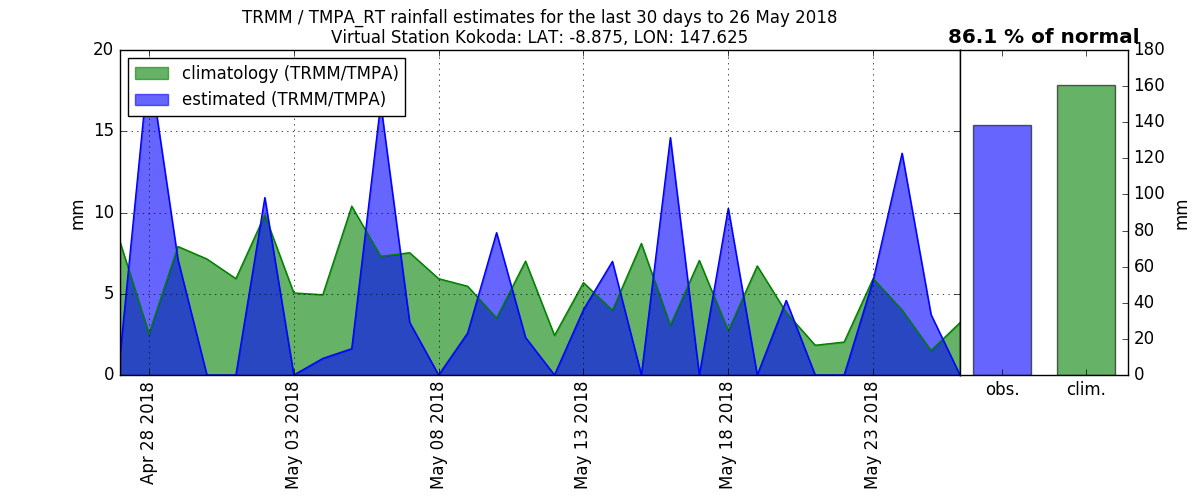 TRMM / TMPA_RT rainfall estimates for the last 30 days to 26 May 2018
Virtual Station Kokoda: LAT: -8.875, LON: 147.625
86.1 % of normal
climatology (TRMM/TMPA)
estimated (TRMM/TMPA)
20
15
10
5
0
mm
180
160
140
120
100
80
60
40
20
0
mm
Apr 28 2018
May 03 2018
May 08 2018
May 13 2018
May 18 2018
May 23 2018
obs.
clim.